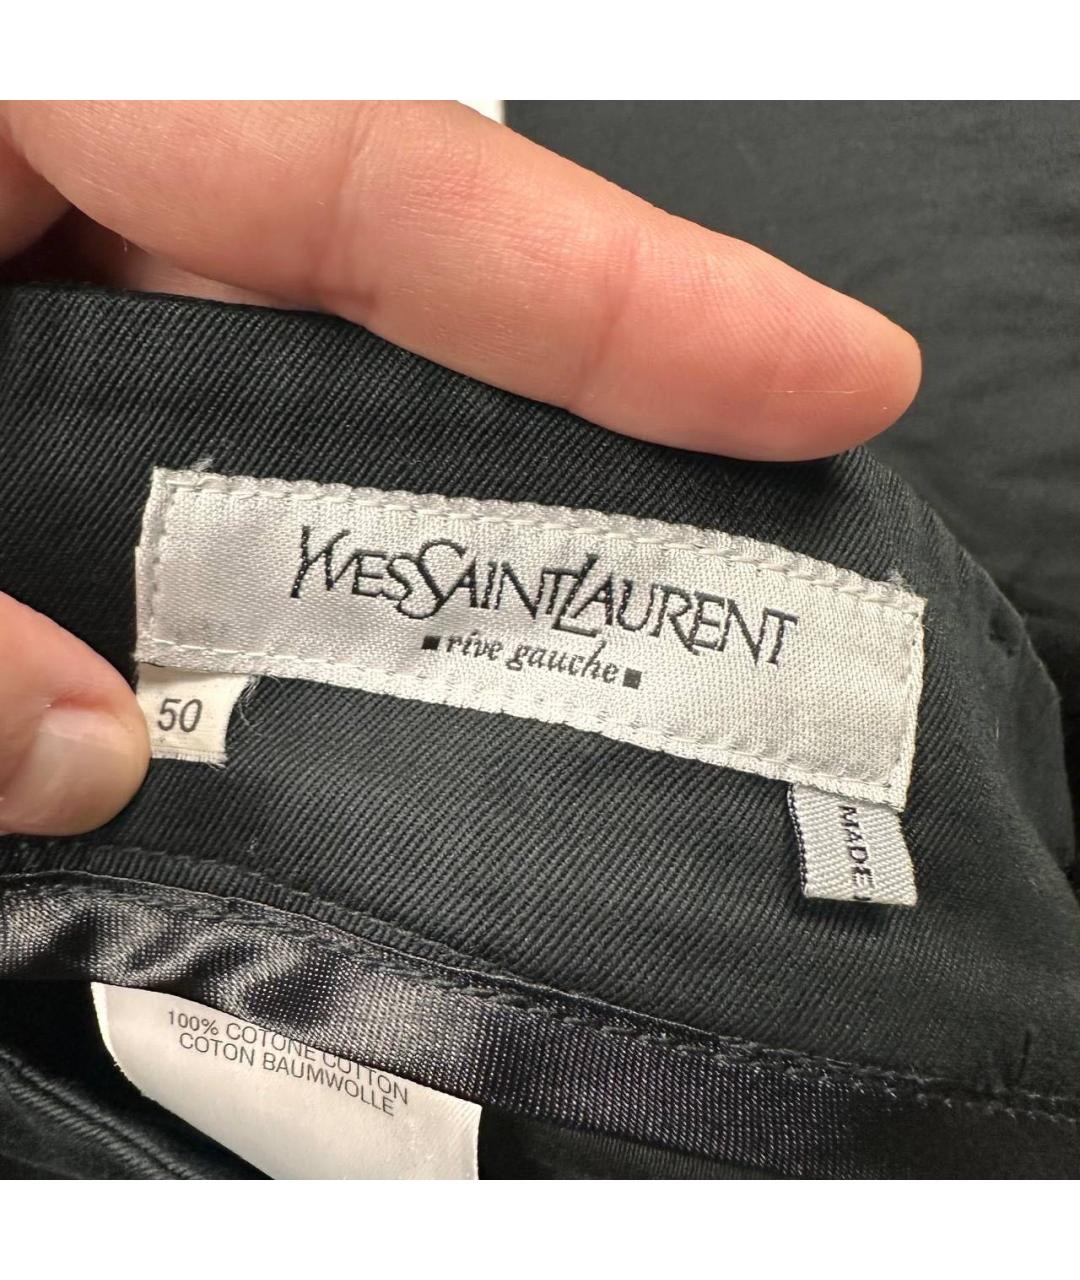 YVESSAINTLAURENT
rive gauche
50
MADE
100% COTONE COTTON
COTON BAUMWOLLE